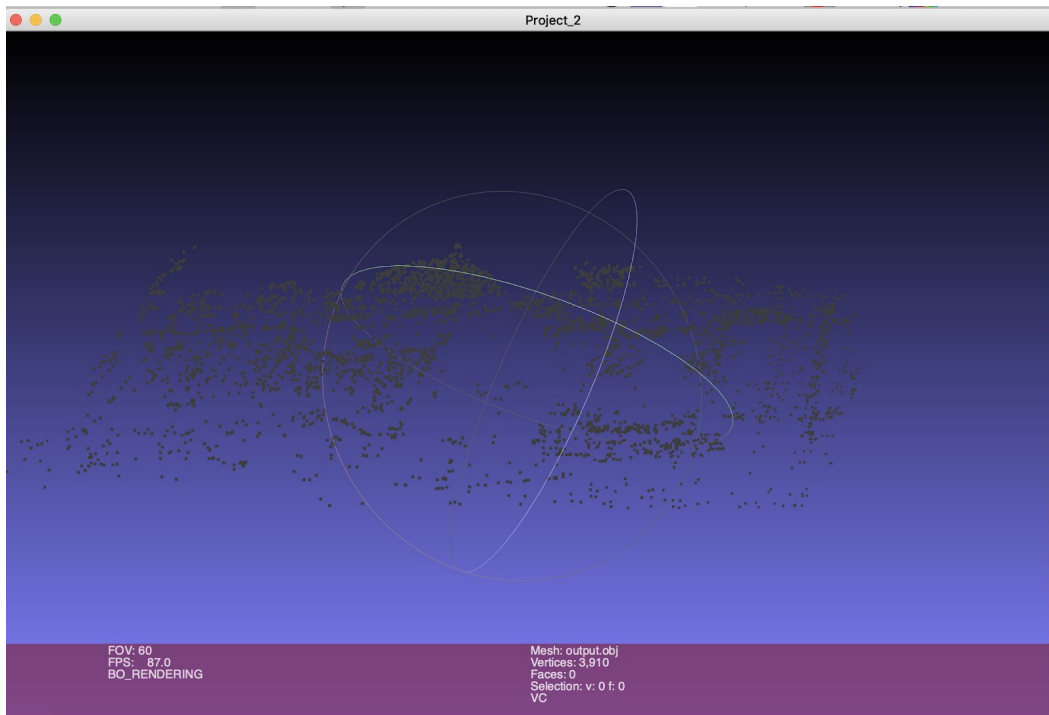 Project_2
FOV: 60
FPS: 87.0
BO_RENDERING
Mesh: output.obj
Vertices: 3,910
Faces: 0
Selection: v: 0 f: 0
VC